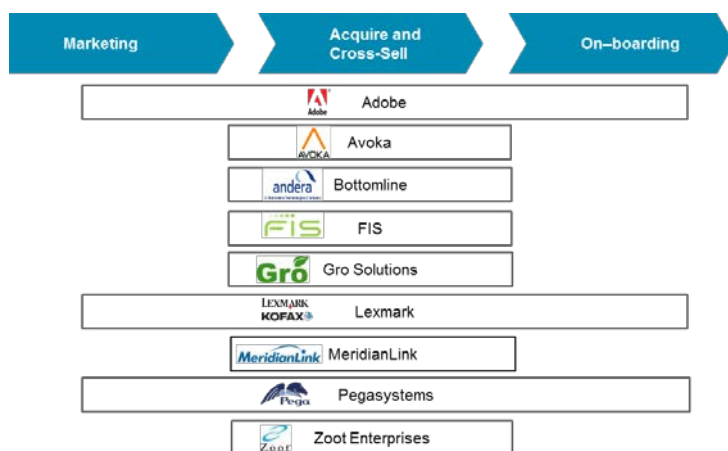 Marketing
Acquire and
Cross-Sell
On–boarding
Adobe
Adobe
AVOKA
Avoka
andera
Bottomline
FIS
FIS
Gro
Gro Solutions
LEXMARK
KOFAX
Lexmark
MeridianLink
MeridianLink
Pega
Pegasystems
Zoot
Zoot Enterprises